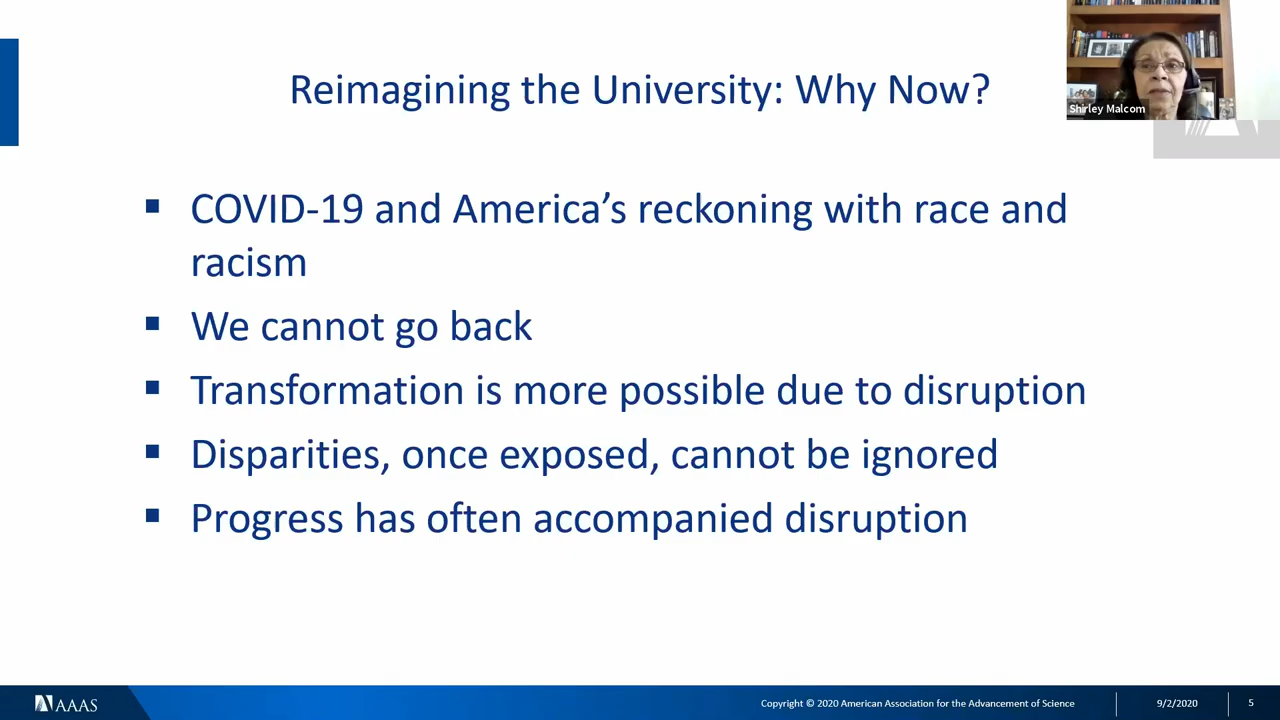 Reimagining the University: Why Now?
Shirley Malcom
▪ COVID-19 and America’s reckoning with race and
racism
▪ We cannot go back
▪ Transformation is more possible due to disruption
▪ Disparities, once exposed, cannot be ignored
▪ Progress has often accompanied disruption
AAAS
Copyright © 2020 American Association for the Advancement of Science
9/2/2020
5